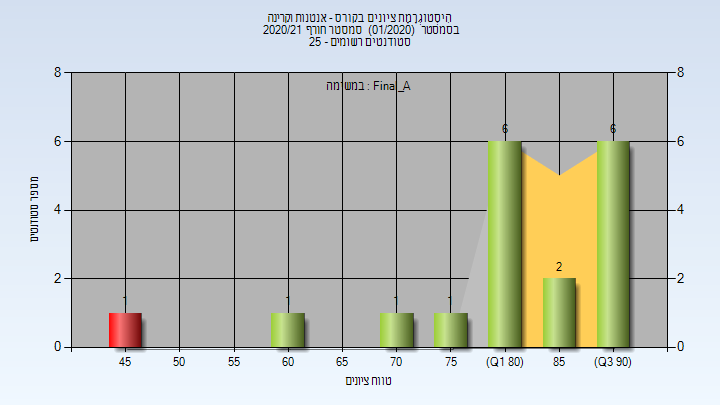 היסטוגרמת ציונים בקורס - אנטנות וקרינה
בסמסטר (01/2020) סמסטר חורף 2020/21
סטודנטים רשומים - 25
במשימה : Final_A
מספר סטודנטים
8 8
6 6
4 4
2 2
0 0
1 1 1 1 6 2 6
45 50 55 60 65 70 75 (Q1 80) 85 (Q3 90)
טווח ציונים